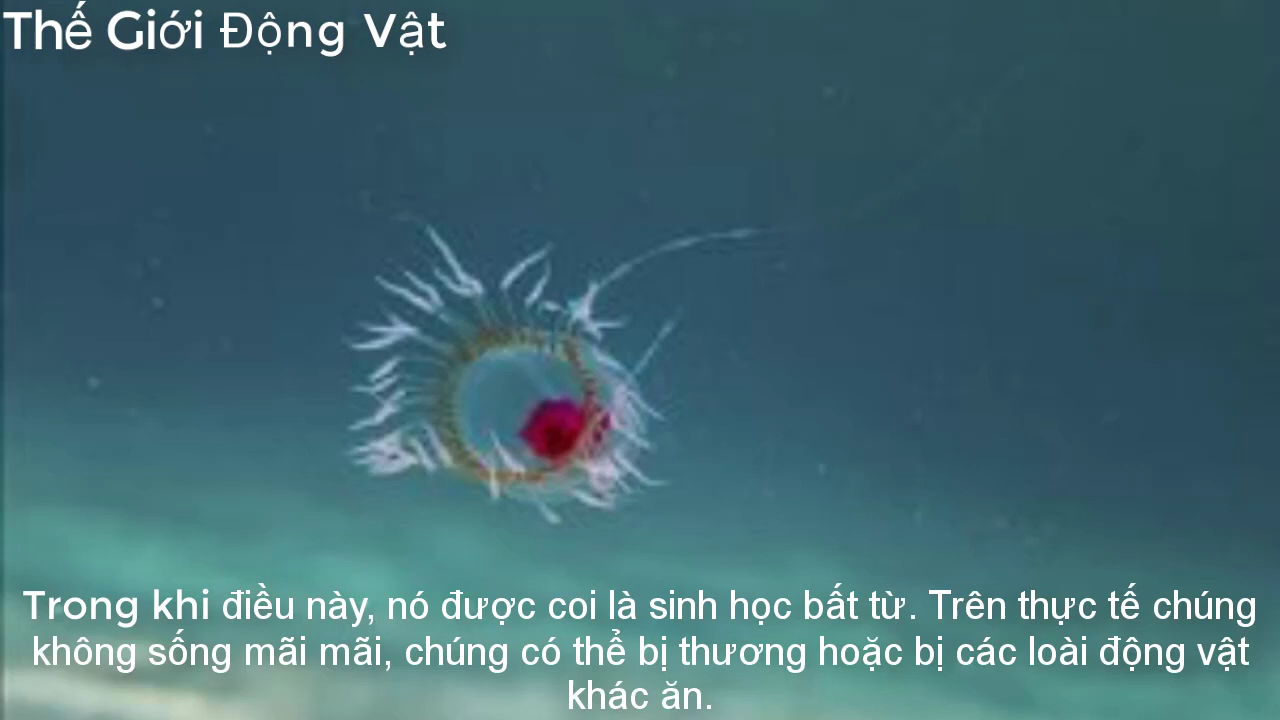 Thế Giới Động Vật
Trong khi điều này, nó được coi là sinh học bất từ. Trên thực tế chúng
không sống mãi mãi, chúng có thể bị thương hoặc bị các loài động vật
khác ăn.